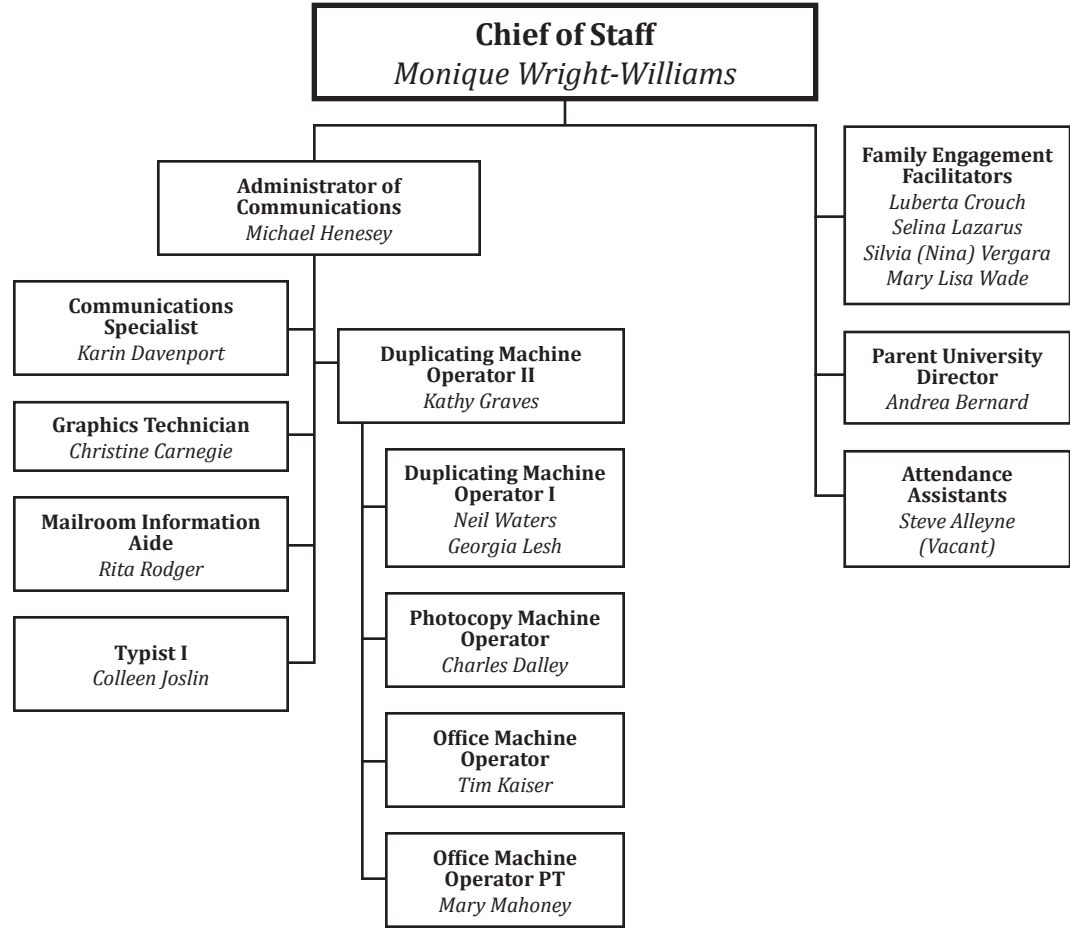 Chief of Staff
Monique Wright-Williams
Administrator of
Communications
Michael Henesey
Communications
Specialist
Karin Davenport
Graphics Technician
Christine Carnegie
Mailroom Information
Aide
Rita Rodger
Typist I
Colleen Joslin
Duplicating Machine
Operator II
Kathy Graves
Duplicating Machine
Operator I
Neil Waters
Georgia Lesh
Photocopy Machine
Operator
Charles Dalley
Office Machine
Operator
Tim Kaiser
Office Machine
Operator PT
Mary Mahoney
Family Engagement
Facilitators
Luberta Crouch
Selina Lazarus
Silvia (Nina) Vergara
Mary Lisa Wade
Parent University
Director
Andrea Bernard
Attendance
Assistants
Steve Alleyne
(Vacant)